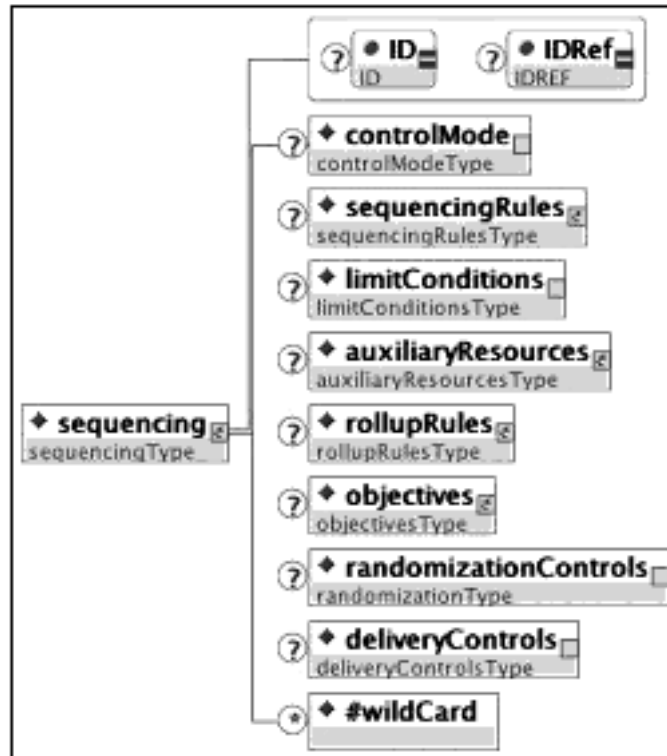 ? ID ? IDRef
ID IDREF
? controlMode
controlModeType
? sequencingRules
sequencingRulesType
? limitConditions
limitConditionsType
? auxiliaryResources
auxiliaryResourcesType
sequencing
sequencingType
? rollupRules
rollupRulesType
? objectives
objectivesType
? randomizationControls
randomizationType
? deliveryControls
deliveryControlsType
* #wildCard